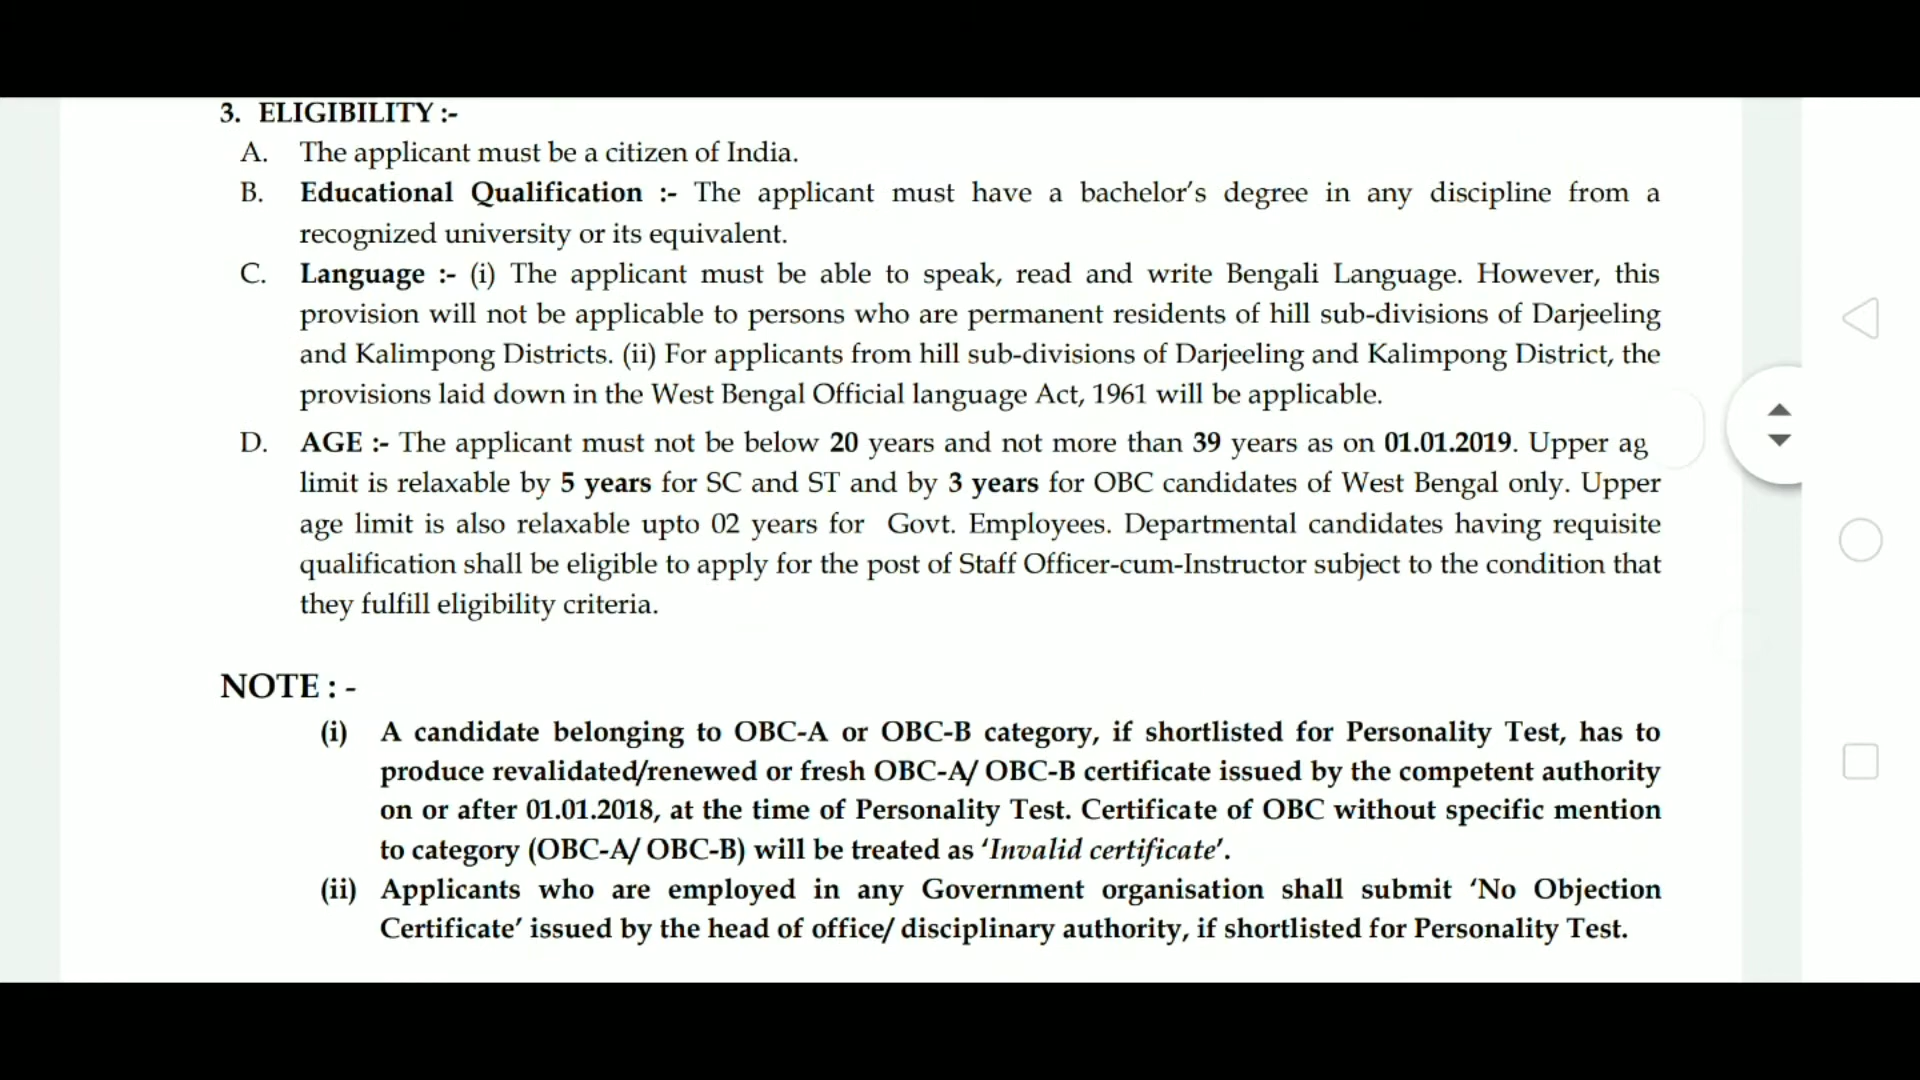 3. ELIGIBILITY :-
A. The applicant must be a citizen of India.
B. Educational Qualification :- The applicant must have a bachelor's degree in any discipline from a
recognized university or its equivalent.
C. Language :- (i) The applicant must be able to speak, read and write Bengali Language. However, this
provision will not be applicable to persons who are permanent residents of hill sub-divisions of Darjeeling
and Kalimpong Districts. (ii) For applicants from hill sub-divisions of Darjeeling and Kalimpong District, the
provisions laid down in the West Bengal Official language Act, 1961 will be applicable.
D. AGE :- The applicant must not be below 20 years and not more than 39 years as on 01.01.2019. Upper ag
limit is relaxable by 5 years for SC and ST and by 3 years for OBC candidates of West Bengal only. Upper
age limit is also relaxable upto 02 years for Govt. Employees. Departmental candidates having requisite
qualification shall be eligible to apply for the post of Staff Officer-cum-Instructor subject to the condition that
they fulfill eligibility criteria.
NOTE : -
(i) A candidate belonging to OBC-A or OBC-B category, if shortlisted for Personality Test, has to
produce revalidated/renewed or fresh OBC-A/ OBC-B certificate issued by the competent authority
on or after 01.01.2018, at the time of Personality Test. Certificate of OBC without specific mention
to category (OBC-A/ OBC-B) will be treated as 'Invalid certificate'.
(ii) Applicants who are employed in any Government organisation shall submit 'No Objection
Certificate' issued by the head of office/ disciplinary authority, if shortlisted for Personality Test.